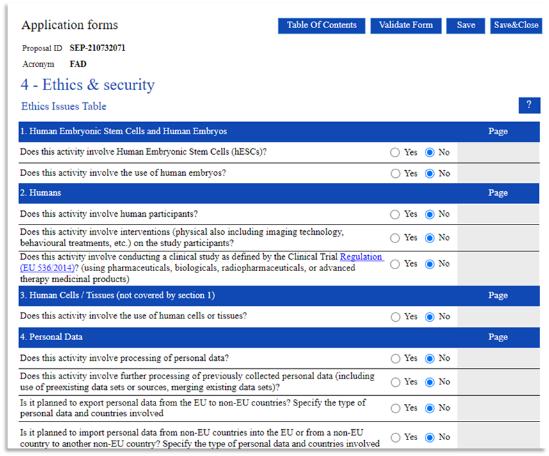 Application forms
Table Of Contents Validate Form Save Save&Close
Proposal ID SEP-210732071
Acronym FAD
4 - Ethics & security
Ethics Issues Table
?
1. Human Embryonic Stem Cells and Human Embryos Page
Does this activity involve Human Embryonic Stem Cells (hESCs)? Yes No
Does this activity involve the use of human embryos? Yes No
2. Humans Page
Does this activity involve human participants? Yes No
Does this activity involve interventions (physical also including imaging technology,
behavioural treatments, etc.) on the study participants? Yes No
Does this activity involve conducting a clinical study as defined by the Clinical Trial Regulation
(EU 536/2014)? (using pharmaceuticals, biologicals, radiopharmaceuticals, or advanced
therapy medicinal products) Yes No
3. Human Cells / Tissues (not covered by section 1) Page
Does this activity involve the use of human cells or tissues? Yes No
4. Personal Data Page
Does this activity involve processing of personal data? Yes No
Does this activity involve further processing of previously collected personal data (including
use of preexisting data sets or sources, merging existing data sets)? Yes No
Is it planned to export personal data from the EU to non-EU countries? Specify the type of
personal data and countries involved Yes No
Is it planned to import personal data from non-EU countries into the EU or from a non-EU
country to another non-EU country? Specify the type of personal data and countries involved Yes No